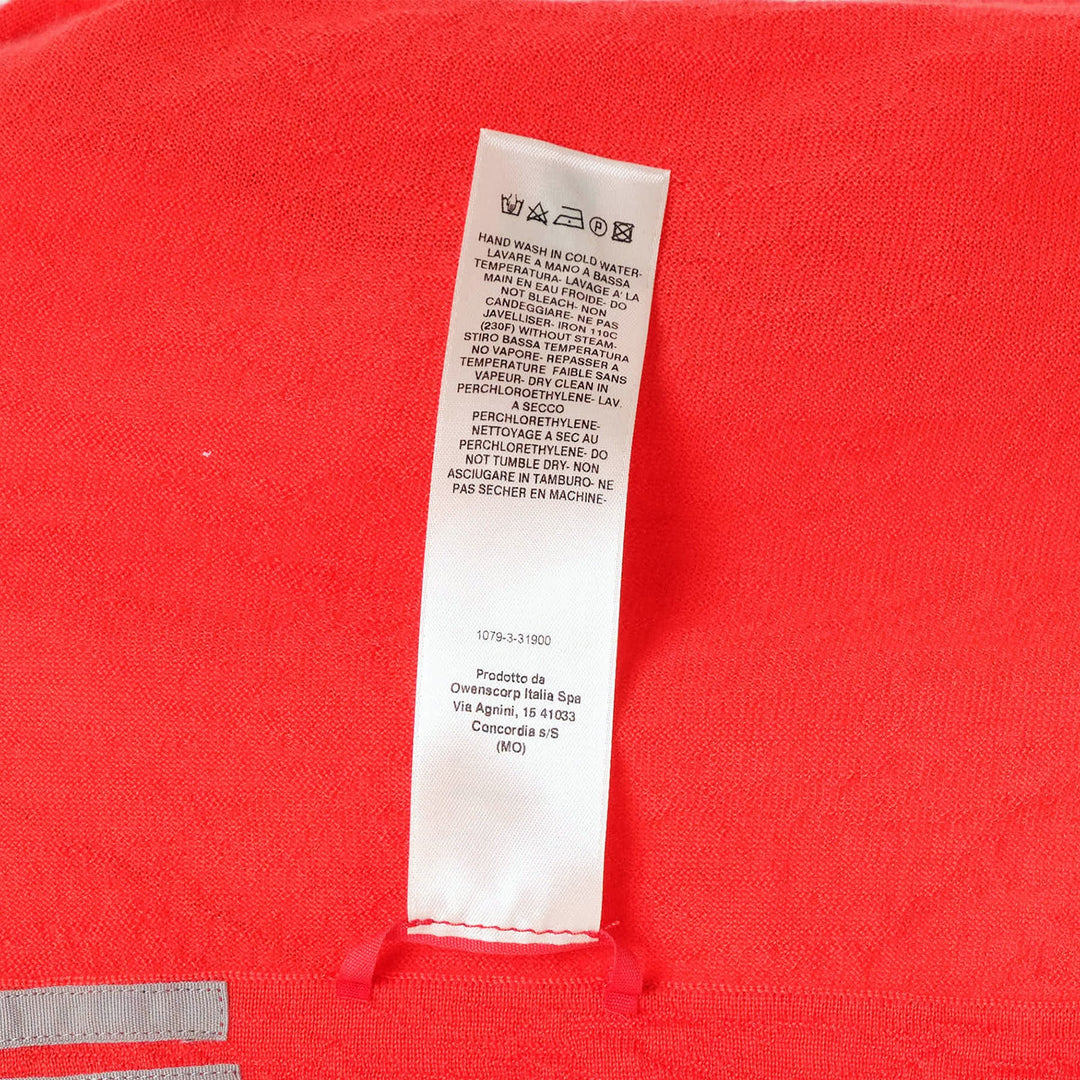 P
HAND WASH IN COLD WATER-
LAVARE A MANO A BASSA
TEMPERATURA- LAVAGE A' LA
MAIN EN EAU FROIDE- DO
NOT BLEACH- NON
CANDEGGIARE- NE PAS
JAVELLISER- IRON 110C
(230F) WITHOUT STEAM-
STIRO BASSA TEMPERATURA
NO VAPORE- REPASSER A
TEMPERATURE FAIBLE SANS
VAPEUR- DRY CLEAN IN
PERCHLOROETHYLENE- LAV.
A SECCO
PERCHLORETHYLENE-
NETTOYAGE A SEC AU
PERCHLORETHYLENE- DO
NOT TUMBLE DRY- NON
ASCIUGARE IN TAMBURO- NE
PAS SECHER EN MACHINE-
1079-3-31900
Prodotto da
Owenscorp Italia Spa
Via Agnini, 15 41033
Concordia s/S
(MO)